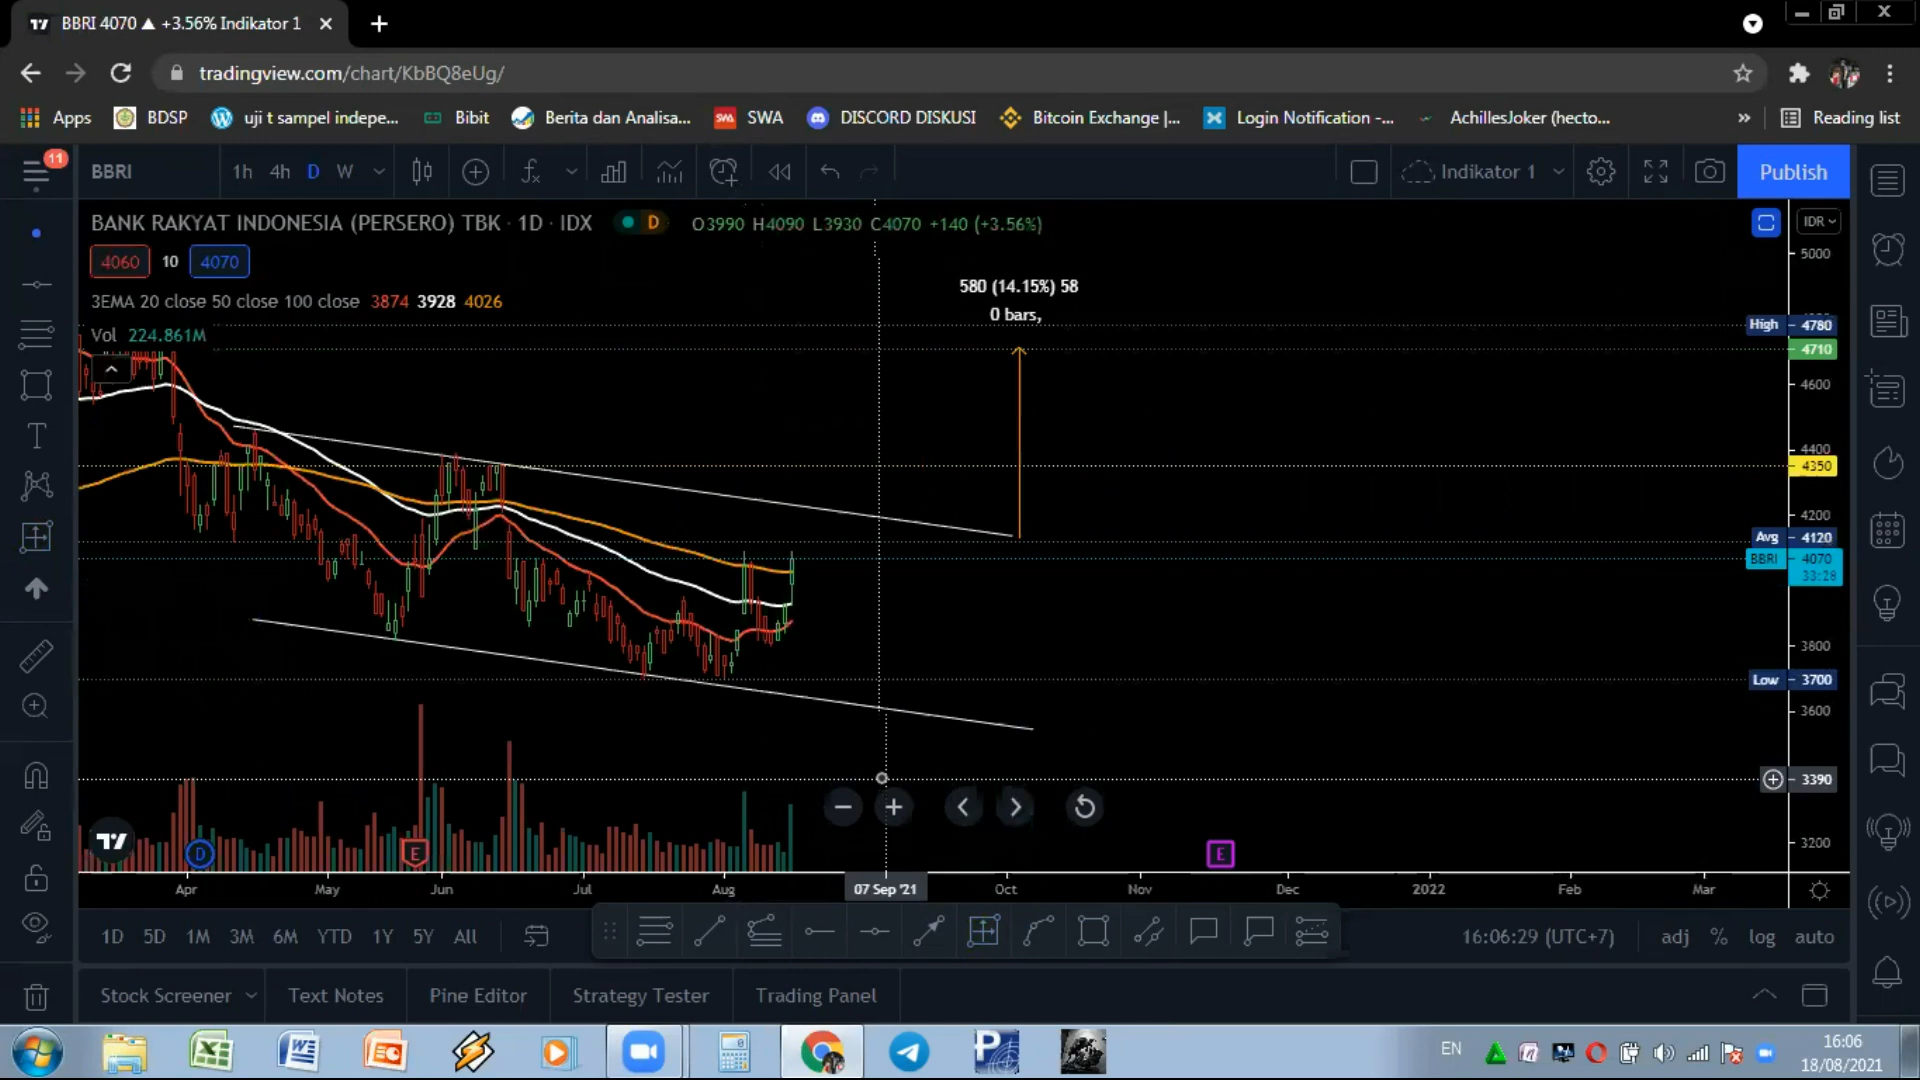 BBRI 4070 ▲ +3.56% Indikator 1
tradingview.com/chart/KbBQ8eUg/
Apps BDSP uji t sampel indepe... Bibit Berita dan Analisa... SWA DISCORD DISKUSI Bitcoin Exchange |... Login Notification -... AchillesJoker (hecto... » Reading list
11
BBRI 1h 4h D W Indikator 1 Publish
BANK RAKYAT INDONESIA (PERSERO) TBK · 1D · IDX D O3990 H4090 L3930 C4070 +140 (+3.56%) IDR
4060 10 4070
5000
3EMA 20 close 50 close 100 close 3874 3928 4026
580 (14.15%) 58
0 bars,
Vol 224.861M
High 4780
4710
4600
4400
4350
4200
Avg 4120
BBRI 4070
33:28
3800
Low 3700
3600
3390
3200
D E E
Apr May Jun Jul Aug 07 Sep '21 Oct Nov Dec 2022 Feb Mar
1D 5D 1M 3M 6M YTD 1Y 5Y All 16:06:29 (UTC+7) adj % log auto
Stock Screener Text Notes Pine Editor Strategy Tester Trading Panel
EN 16:06
18/08/2021